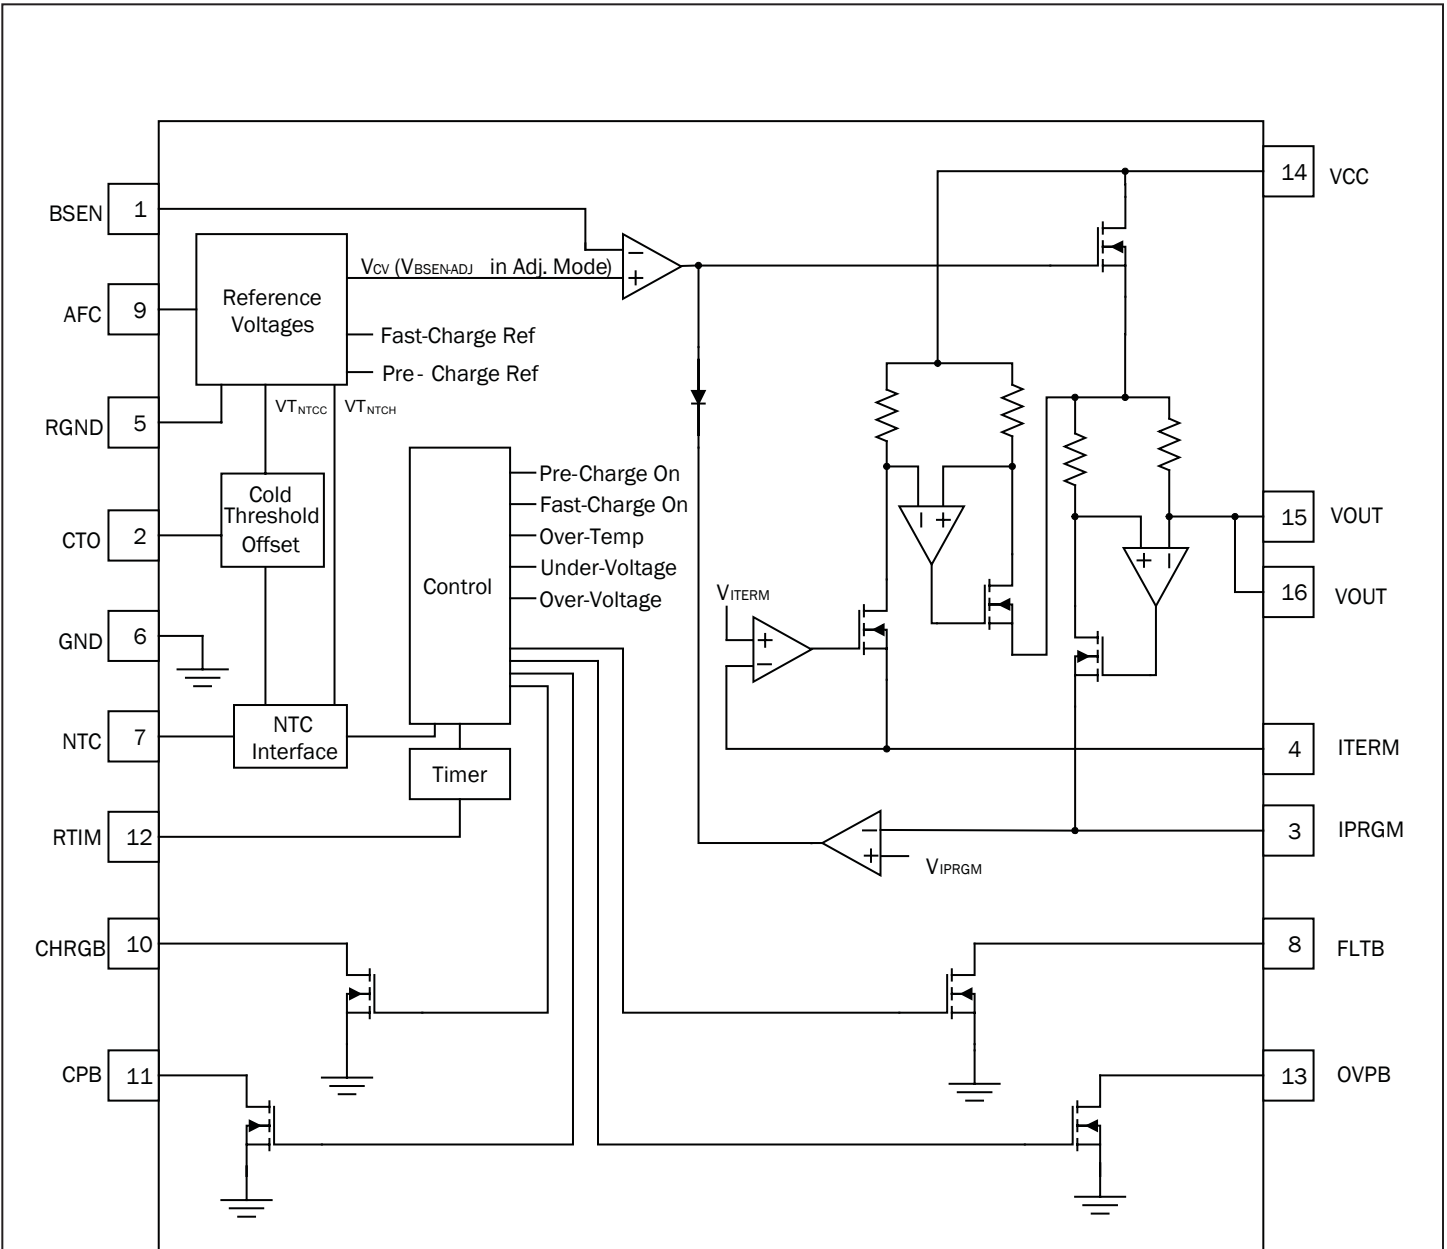 14
VCC
BSEN
1
VCV (VBSEN-ADJ in Adj. Mode)
−
+
AFC
9
Reference
Voltages
Fast-Charge Ref
Pre- Charge Ref
VTNTCC
VTNTCH
RGND
5
Pre-Charge On
Fast-Charge On
Over-Temp
Under-Voltage
Over-Voltage
Control
Cold
Threshold
Offset
CTO
2
− +
+ −
15
VOUT
16
VOUT
VITERM
+
−
GND
6
NTC
7
NTC
Interface
Timer
4
ITERM
RTIM
12
−
+
VIPRGM
3
IPRGM
CHRGB
10
8
FLTB
CPB
11
13
OVPB